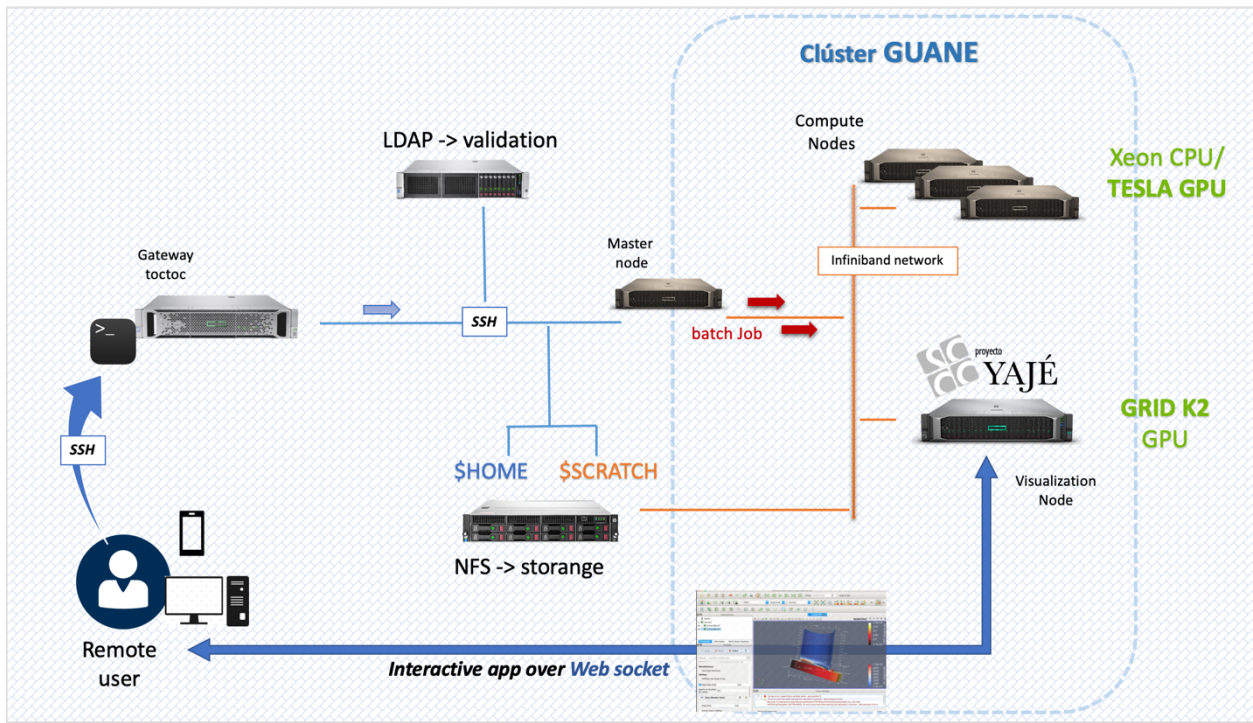 Clúster GUANE
LDAP -> validation
Compute
Nodes
Xeon CPU/
TESLA GPU
Gateway
toctoc
Master
node
Infiniband network
>_
SSH
batch Job
proyecto
YAJÉ
GRID K2
GPU
SSH
$HOME
$SCRATCH
Visualization
Node
NFS -> storange
Remote
user
Interactive app over Web socket